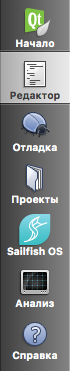 Qt
Начало
Редактор
Отладка
Проекты
Sailfish OS
Анализ
Справка